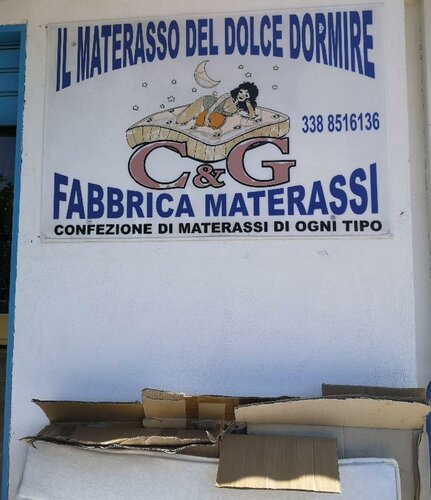 IL MATERASSO DEL DOLCE DORMIRE
338 8516136
C&G
FABBRICA MATERASSI
CONFEZIONE DI MATERASSI DI OGNI TIPO